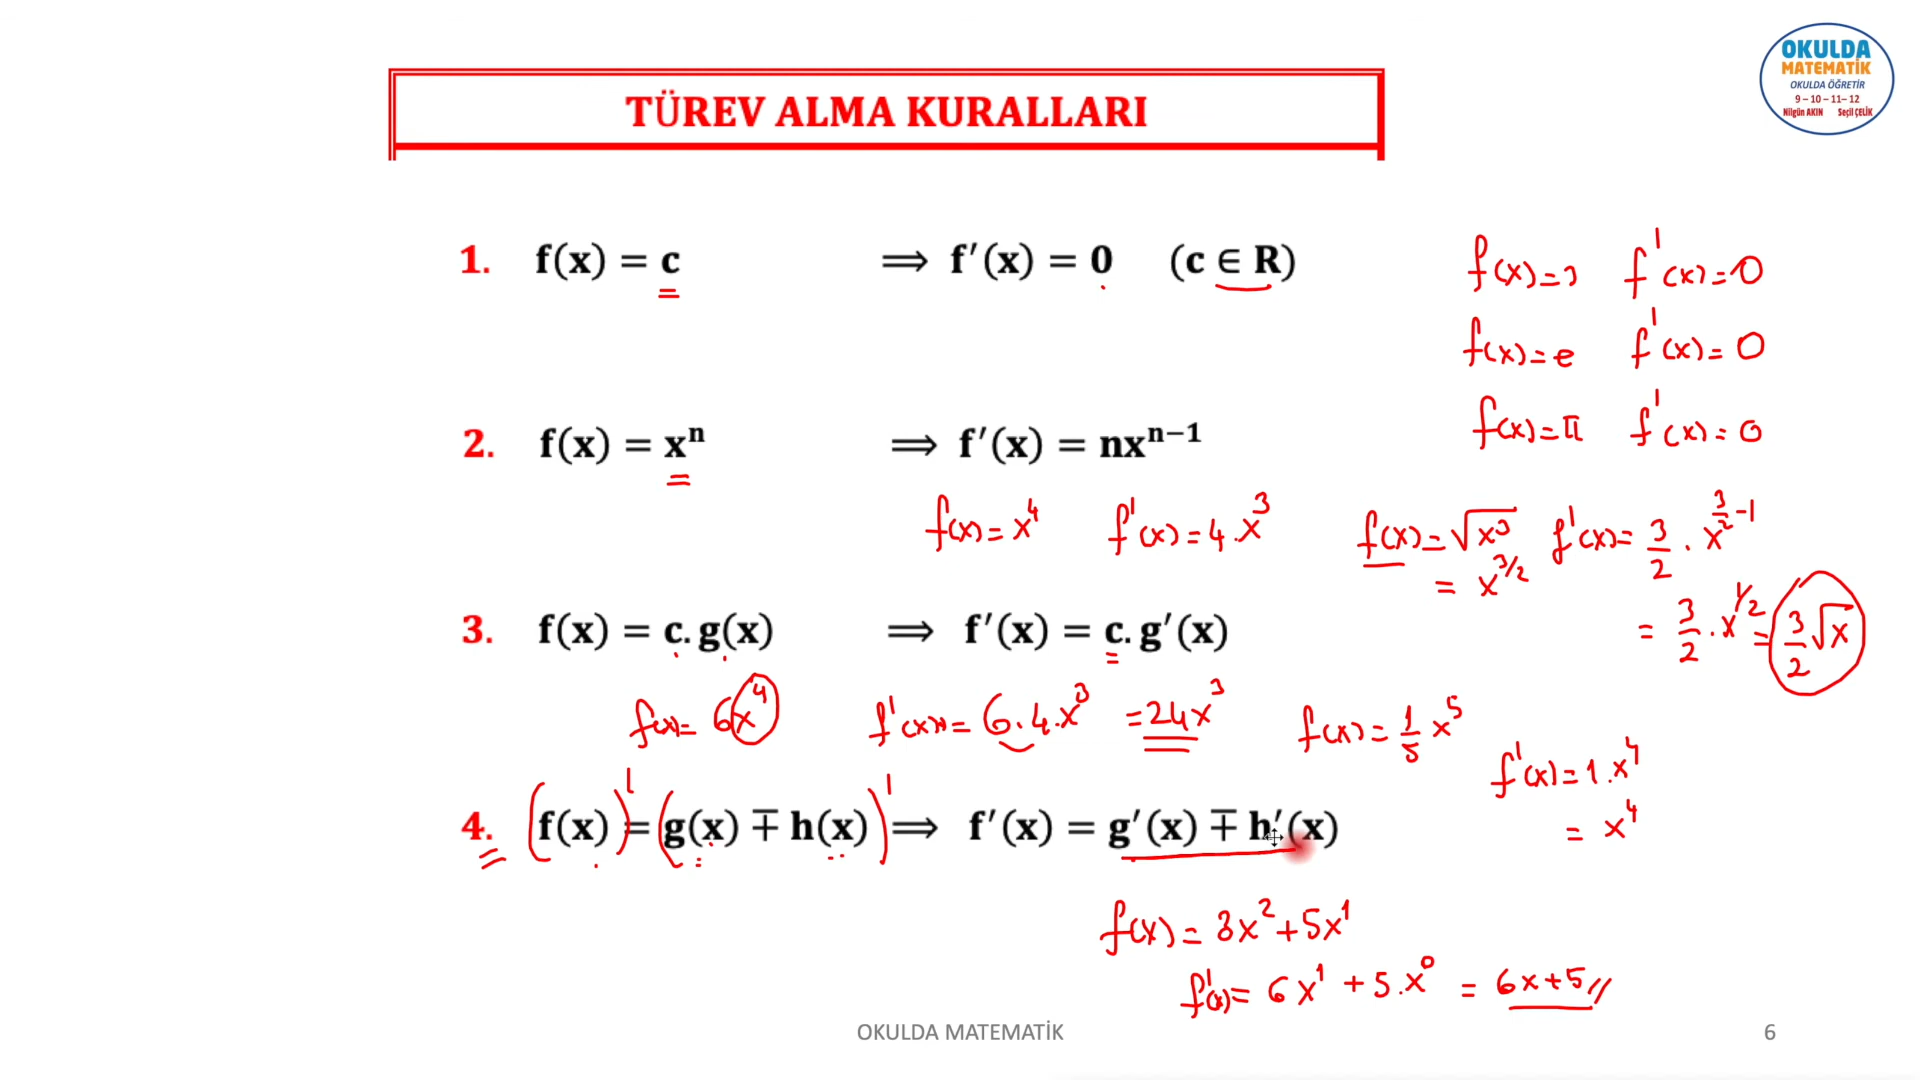 OKULDA
MATEMATİK
OKULDA ÖĞRETİR
9 – 10 – 11– 12
Nilgün AKIN Seçil ÇELİK
TÜREV ALMA KURALLARI
1. f(x) = c ⟹ f′(x) = 0 (c ∈ R)
f(x)=3 f'(x)=0
f(x)=e f'(x)=0
f(x)=π f'(x)=0
2. f(x) = xⁿ ⟹ f′(x) = nxⁿ⁻¹
f(x)=x⁴ f'(x)=4.x³
f(x)=√x³ f'(x)=3/2 . x^(3/2-1)
= x^(3/2)
= 3/2 . x^(1/2) = 3/2 √x
3. f(x) = c. g(x) ⟹ f′(x) = c. g′(x)
f(x)= 6x⁴ f'(x)= 6.4.x³ =24x³
f(x)= 1/5 x⁵
f'(x)=1.x⁴
= x⁴
4. (f(x))' = (g(x) ∓ h(x))' ⟹ f′(x) = g′(x) ∓ h′(x)
f(x)= 3x²+5x¹
f'(x)= 6x¹ +5.x⁰ = 6x+5//
OKULDA MATEMATİK
6